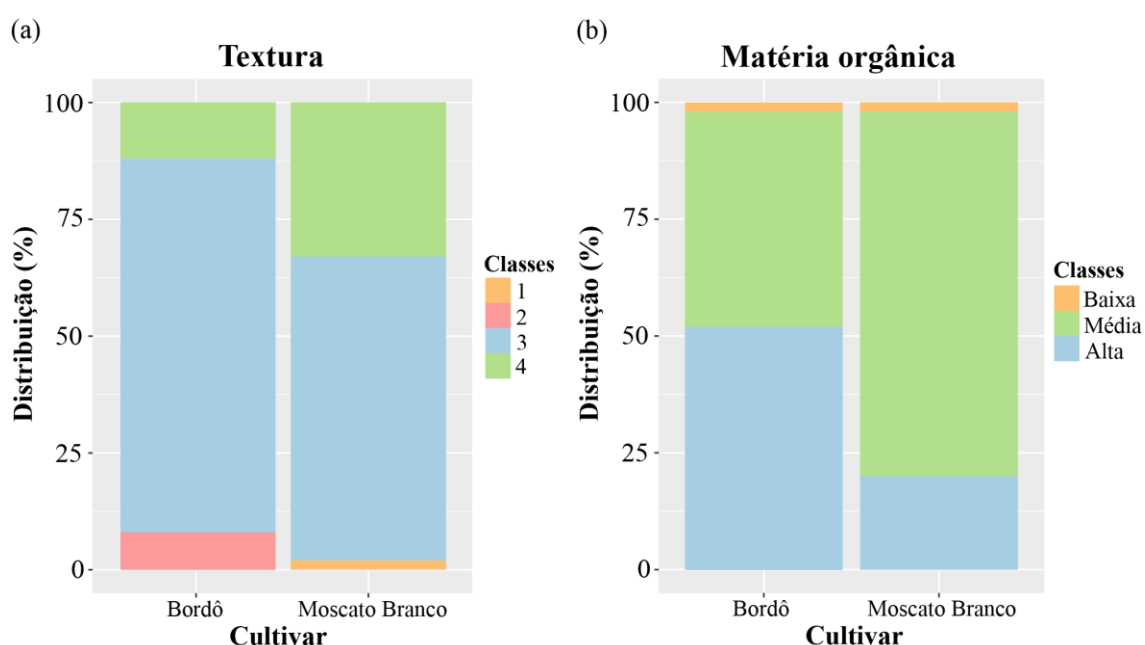 (a)
Textura
Distribuição (%)
100
75
50
25
0
Bordô
Moscato Branco
Cultivar
Classes
1
2
3
4
(b)
Matéria orgânica
Distribuição (%)
100
75
50
25
0
Bordô
Moscato Branco
Cultivar
Classes
Baixa
Média
Alta